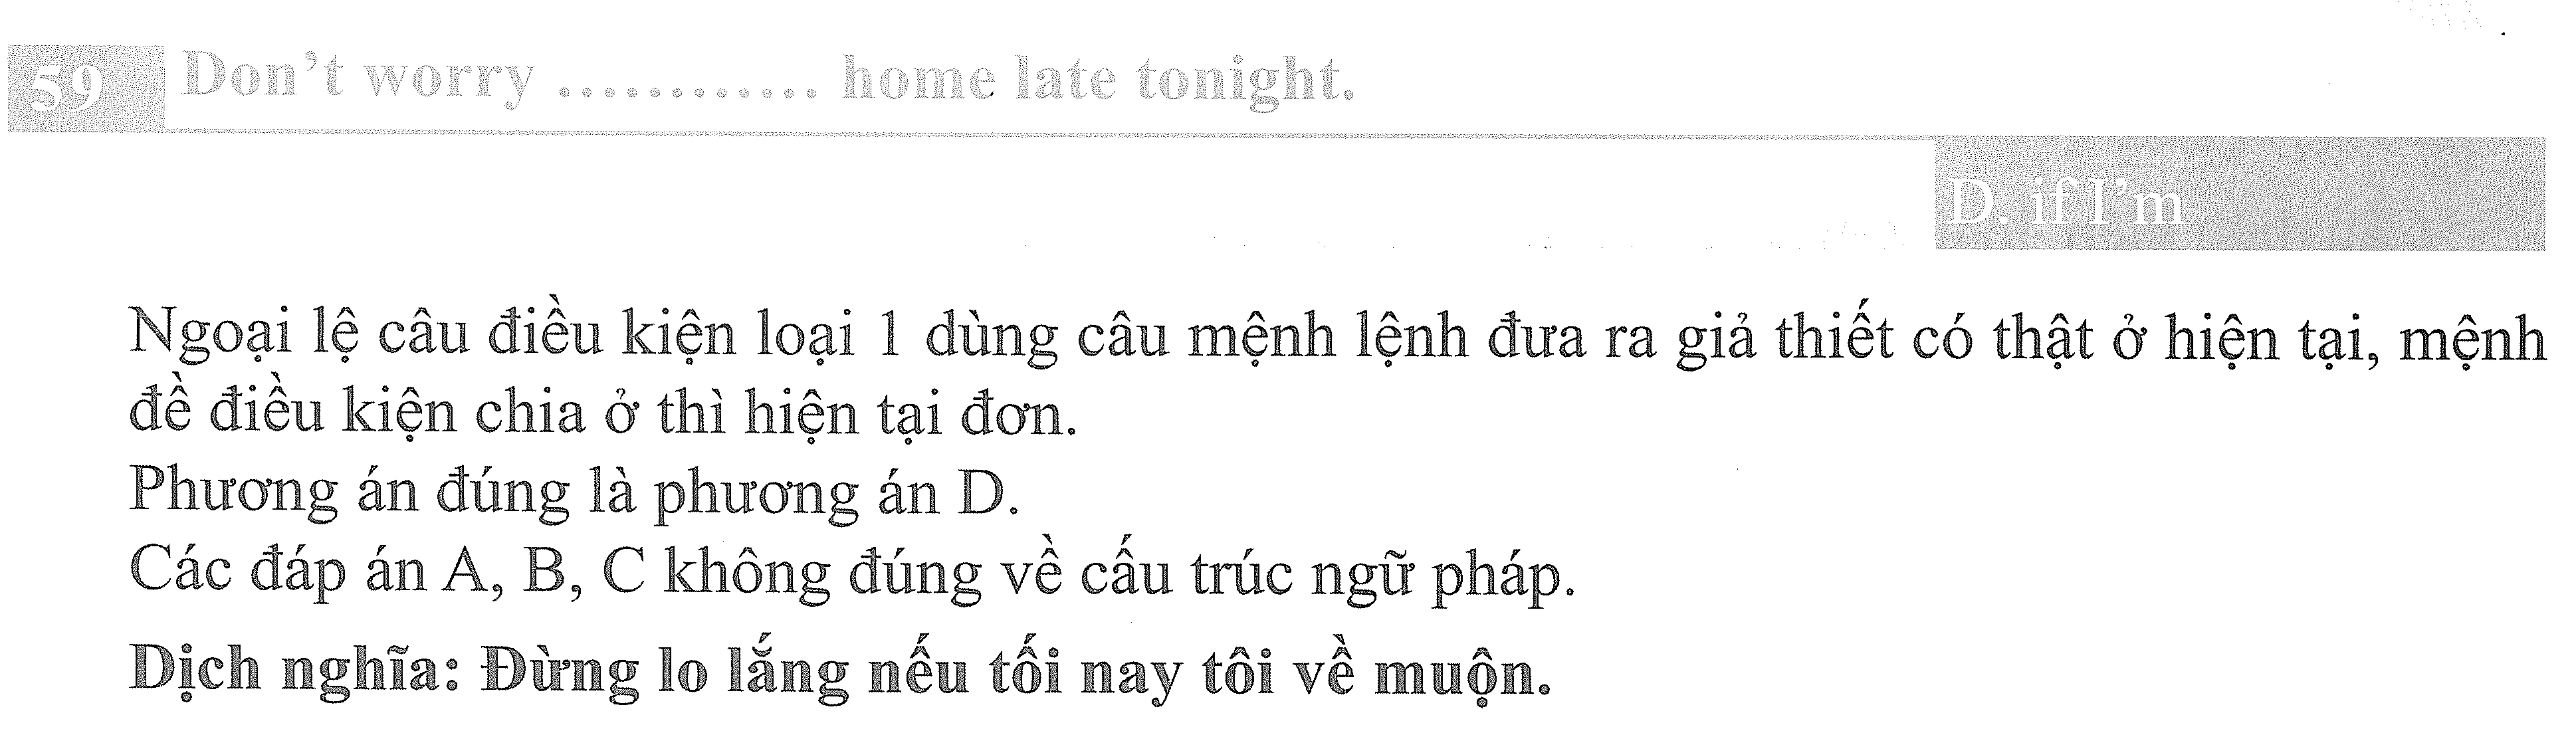 59 Don't worry ............ home late tonight.
D. if I'm
Ngoại lệ câu điều kiện loại 1 dùng câu mệnh lệnh đưa ra giả thiết có thật ở hiện tại, mệnh
đề điều kiện chia ở thì hiện tại đơn.
Phương án đúng là phương án D.
Các đáp án A, B, C không đúng về cấu trúc ngữ pháp.
Dịch nghĩa: Đừng lo lắng nếu tối nay tôi về muộn.